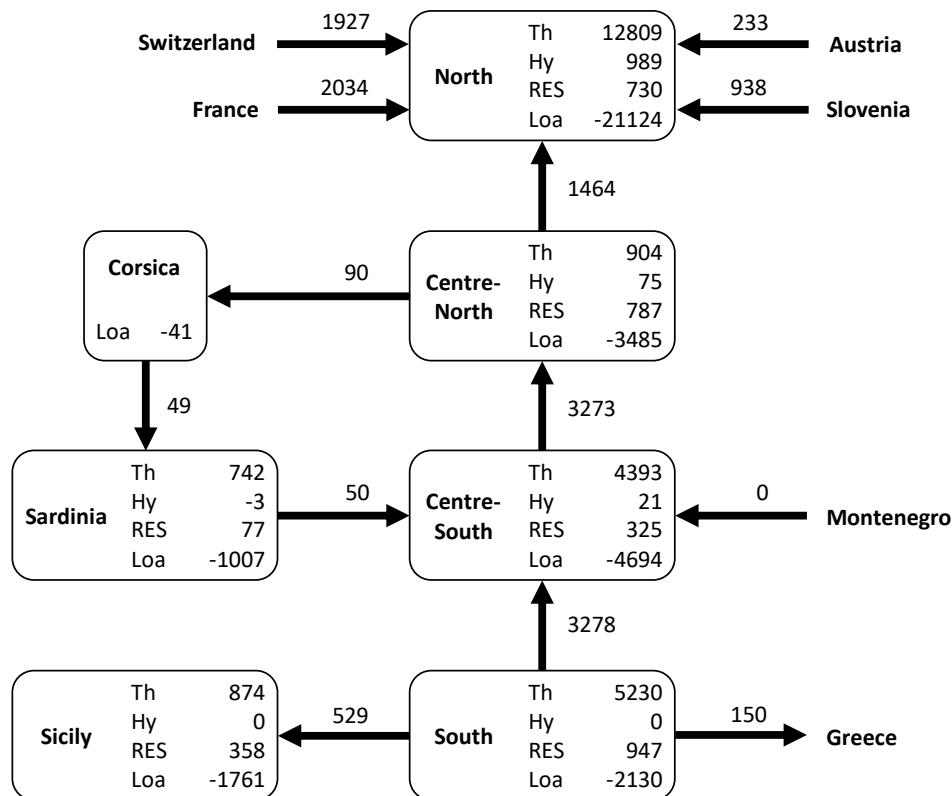 1927
233
Switzerland
Austria
North
Th 12809
Hy 989
RES 730
Loa -21124
2034
938
France
Slovenia
1464
Corsica
Loa -41
90
Centre-
North
Th 904
Hy 75
RES 787
Loa -3485
49
3273
Sardinia
Th 742
Hy -3
RES 77
Loa -1007
50
Centre-
South
Th 4393
Hy 21
RES 325
Loa -4694
0
Montenegro
3278
Sicily
Th 874
Hy 0
RES 358
Loa -1761
529
South
Th 5230
Hy 0
RES 947
Loa -2130
150
Greece